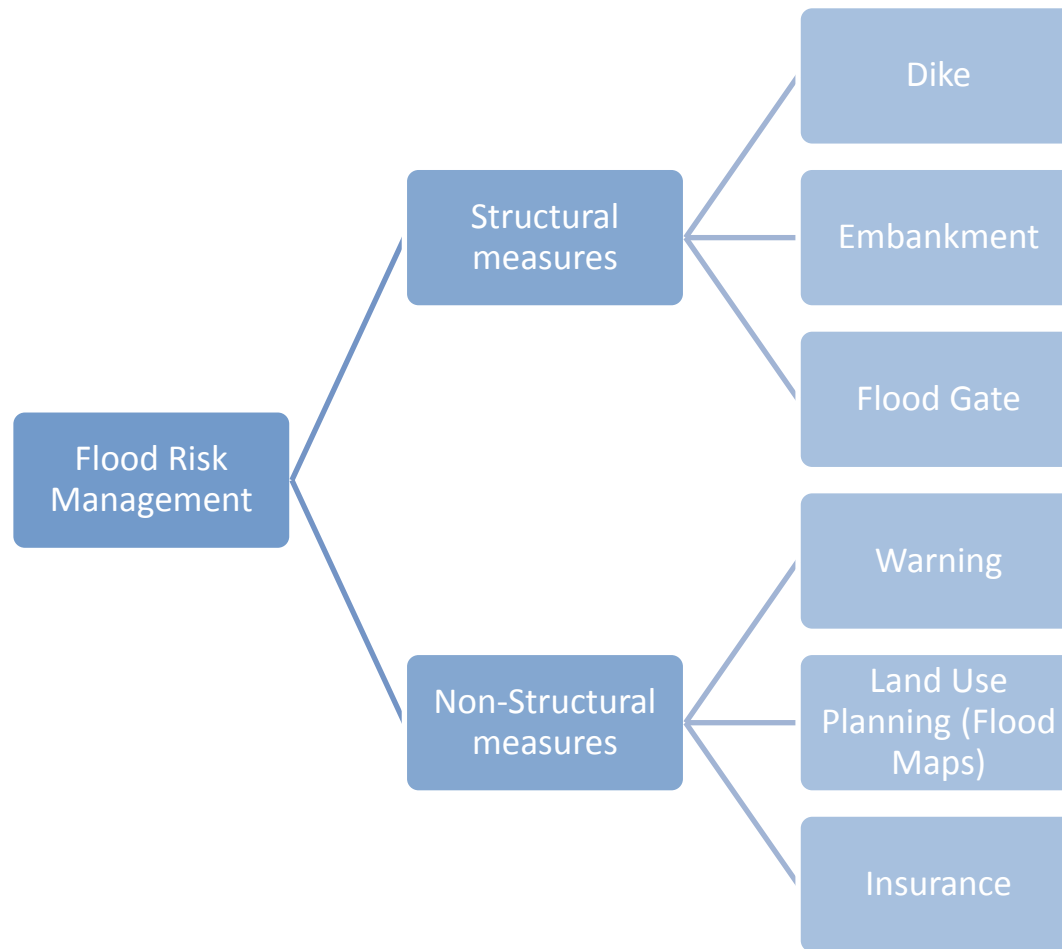 Dike
Structural
measures
Embankment
Flood Gate
Flood Risk
Management
Warning
Non-Structural
measures
Land Use
Planning (Flood
Maps)
Insurance